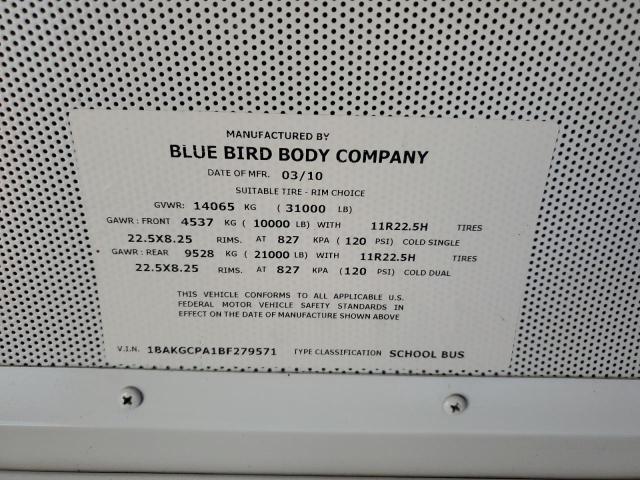 MANUFACTURED BY
BLUE BIRD BODY COMPANY
DATE OF MFR. 03/10
SUITABLE TIRE - RIM CHOICE
GVWR: 14065 KG ( 31000 LB)
GAWR : FRONT 4537 KG ( 10000 LB) WITH 11R22.5H TIRES
22.5X8.25 RIMS. AT 827 KPA ( 120 PSI) COLD SINGLE
GAWR : REAR 9528 KG ( 21000 LB) WITH 11R22.5H TIRES
22.5X8.25 RIMS. AT 827 KPA (120 PSI) COLD DUAL
THIS VEHICLE CONFORMS TO ALL APPLICABLE U.S.
FEDERAL MOTOR VEHICLE SAFETY STANDARDS IN
EFFECT ON THE DATE OF MANUFACTURE SHOWN ABOVE
V.I.N. 1BAKGCPA1BF279571 TYPE CLASSIFICATION SCHOOL BUS